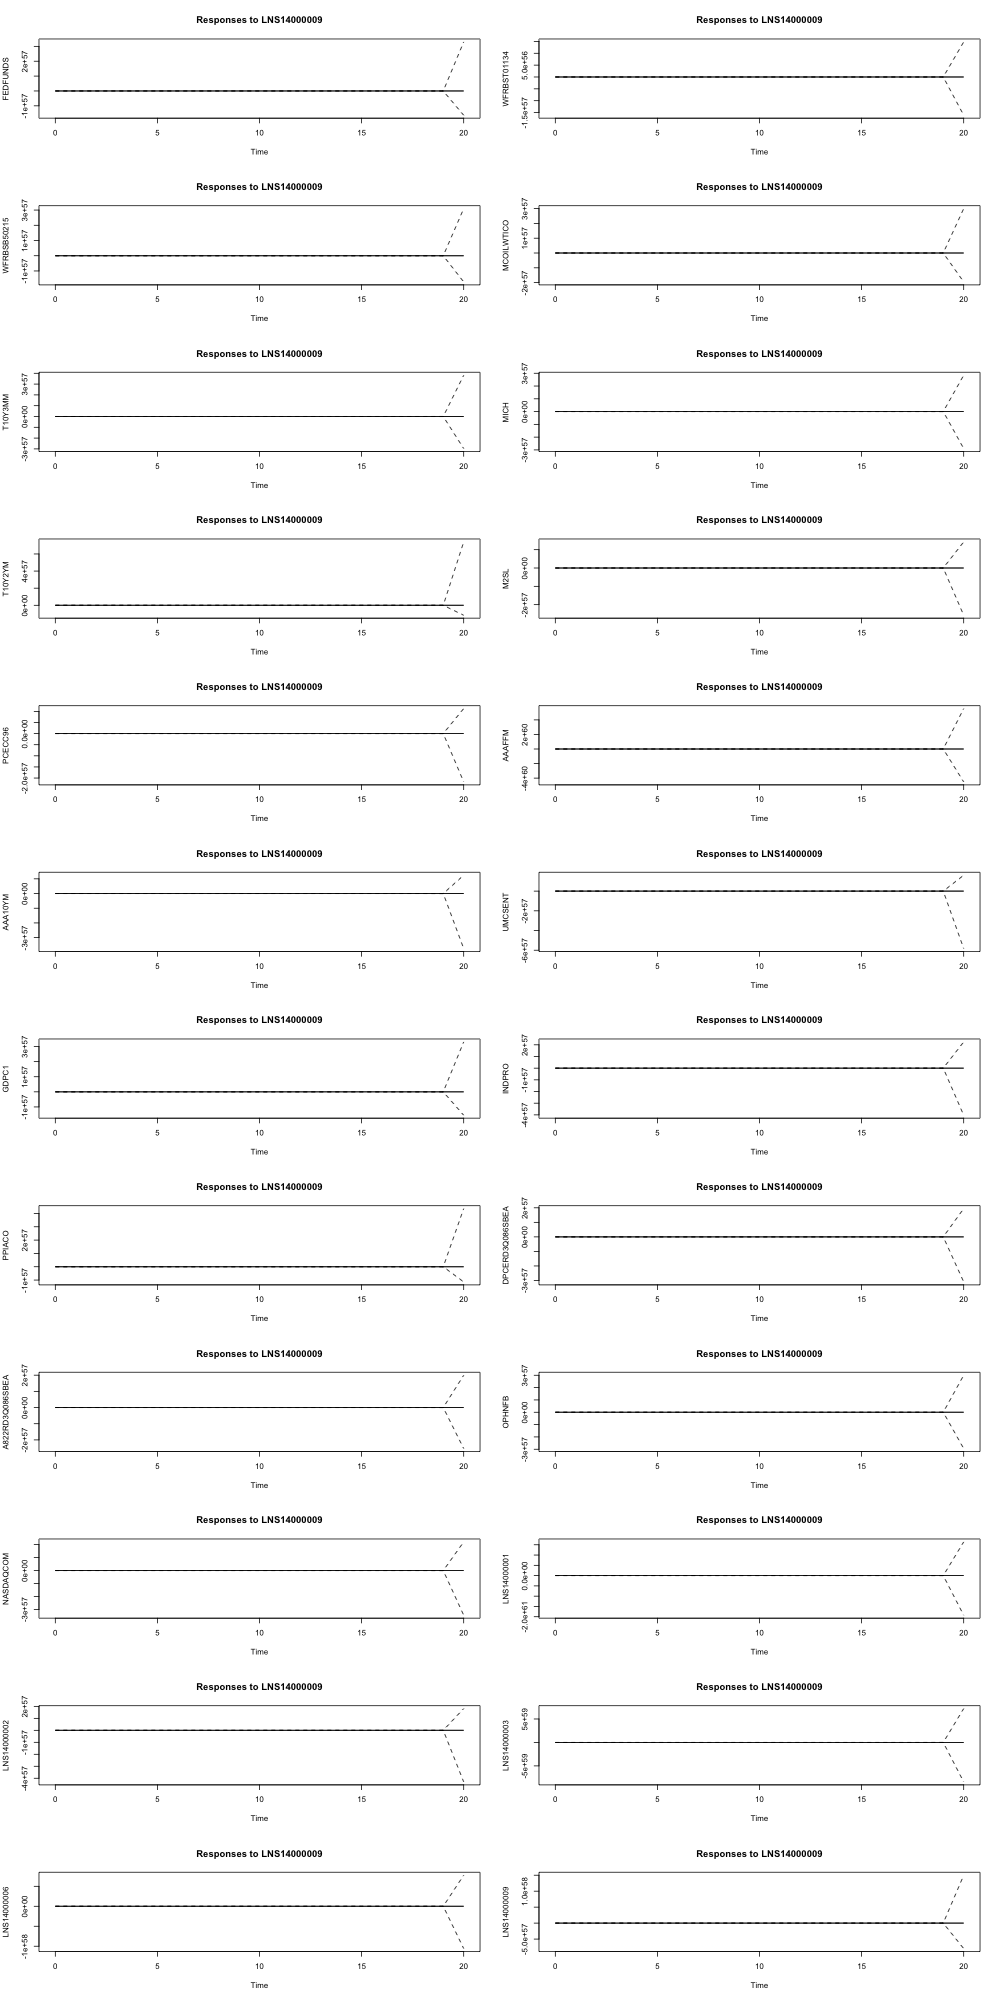 Responses to LNS14000009
Responses to LNS14000009
FEDFUNDS
-1e+57 2e+57
WFRBST01134
-1.5e+57 5.0e+56
0 5 10 15 20
0 5 10 15 20
Time
Time
Responses to LNS14000009
Responses to LNS14000009
WFRBSB50215
-1e+57 1e+57 3e+57
MCOILWTICO
-2e+57 1e+57 3e+57
0 5 10 15 20
0 5 10 15 20
Time
Time
Responses to LNS14000009
Responses to LNS14000009
T10Y3MM
-3e+57 0e+00 3e+57
MICH
-3e+57 0e+00 3e+57
0 5 10 15 20
0 5 10 15 20
Time
Time
Responses to LNS14000009
Responses to LNS14000009
T10Y2YM
0e+00 4e+57
M2SL
-2e+57 0e+00
0 5 10 15 20
0 5 10 15 20
Time
Time
Responses to LNS14000009
Responses to LNS14000009
PCECC96
-2.0e+57 0.0e+00
AAAFFM
-4e+60 2e+60
0 5 10 15 20
0 5 10 15 20
Time
Time
Responses to LNS14000009
Responses to LNS14000009
AAA10YM
-3e+57 0e+00
UMCSENT
-6e+57 -2e+57
0 5 10 15 20
0 5 10 15 20
Time
Time
Responses to LNS14000009
Responses to LNS14000009
GDPC1
-1e+57 1e+57 3e+57
INDPRO
-4e+57 -1e+57 2e+57
0 5 10 15 20
0 5 10 15 20
Time
Time
Responses to LNS14000009
Responses to LNS14000009
PPIACO
-1e+57 2e+57
DPCERD3Q086SBEA
-3e+57 0e+00 2e+57
0 5 10 15 20
0 5 10 15 20
Time
Time
Responses to LNS14000009
Responses to LNS14000009
A822RD3Q086SBEA
-2e+57 0e+00 2e+57
OPHNFB
-3e+57 0e+00 3e+57
0 5 10 15 20
0 5 10 15 20
Time
Time
Responses to LNS14000009
Responses to LNS14000009
NASDAQCOM
-3e+57 0e+00
LNS14000001
-2.0e+61 0.0e+00
0 5 10 15 20
0 5 10 15 20
Time
Time
Responses to LNS14000009
Responses to LNS14000009
LNS14000002
-4e+57 -1e+57 2e+57
LNS14000003
-5e+59 5e+59
0 5 10 15 20
0 5 10 15 20
Time
Time
Responses to LNS14000009
Responses to LNS14000009
LNS14000006
-1e+58 0e+00
LNS14000009
-5.0e+57 1.0e+58
0 5 10 15 20
0 5 10 15 20
Time
Time